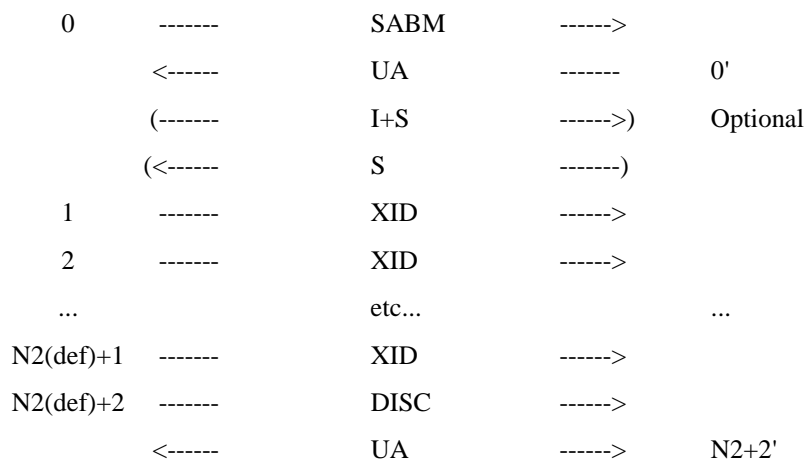 0 ------- SABM ------>
<------ UA ------- 0'
(------- I+S ------>) Optional
(<------ S -------)
1 ------- XID ------>
2 ------- XID ------>
... etc... ...
N2(def)+1 ------- XID ------>
N2(def)+2 ------- DISC ------>
<------ UA ------> N2+2'